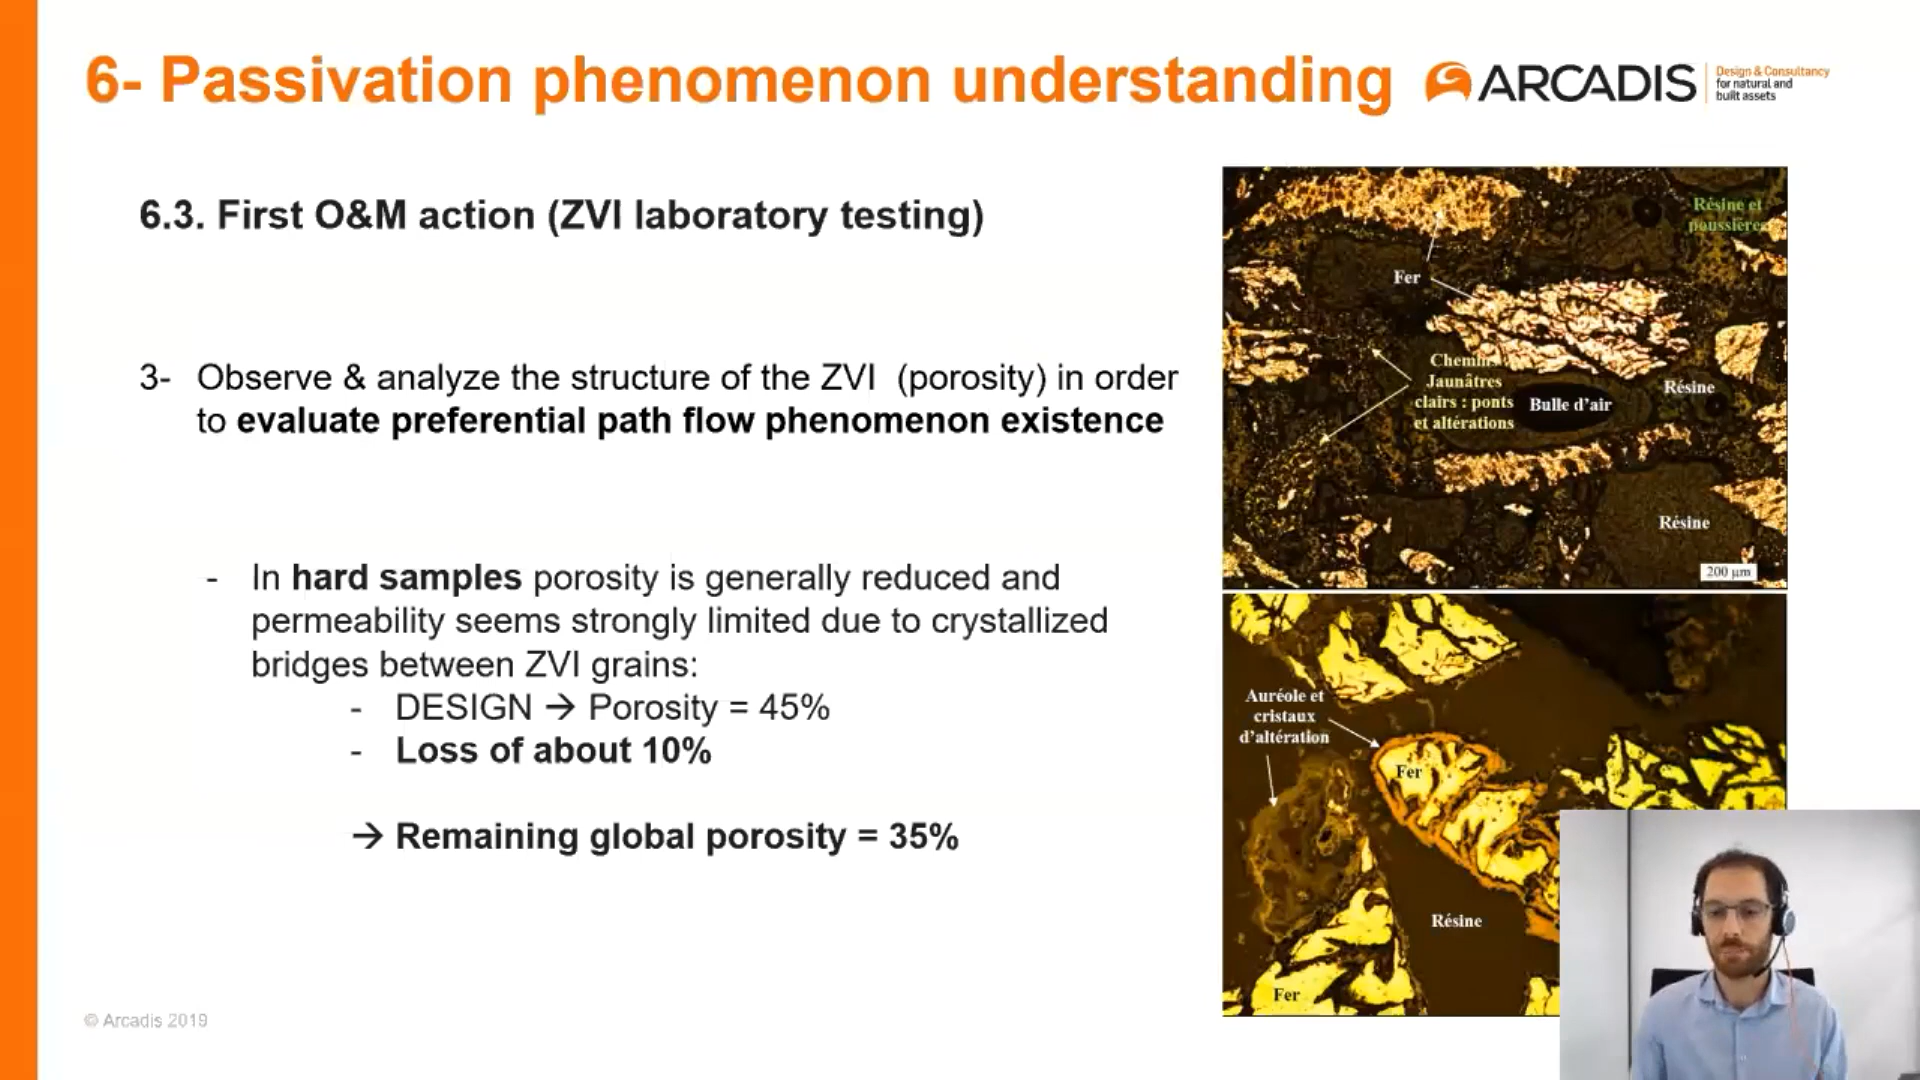 6- Passivation phenomenon understanding
ARCADIS
Design & Consultancy
for natural and
built assets
6.3. First O&M action (ZVI laboratory testing)
3- Observe & analyze the structure of the ZVI (porosity) in order
to evaluate preferential path flow phenomenon existence
- In hard samples porosity is generally reduced and
permeability seems strongly limited due to crystallized
bridges between ZVI grains:
- DESIGN → Porosity = 45%
- Loss of about 10%
→ Remaining global porosity = 35%
Résine et
poussières
Fer
Chemins
Jaunâtres
clairs : ponts
et altérations
Bulle d'air
Résine
Résine
200 µm
Auréole et
cristaux
d'altération
Fer
Résine
Fer
© Arcadis 2019